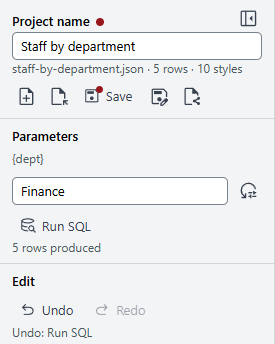 Project name
Staff by department
staff-by-department.json · 5 rows · 10 styles
Save
Parameters
{dept}
Finance
Run SQL
5 rows produced
Edit
Undo Redo
Undo: Run SQL